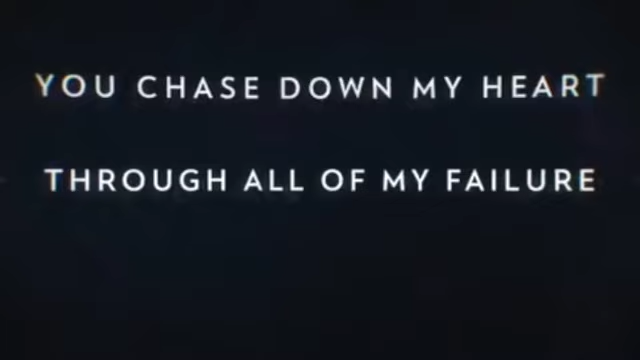 YOU CHASE DOWN MY HEART
THROUGH ALL OF MY FAILURE